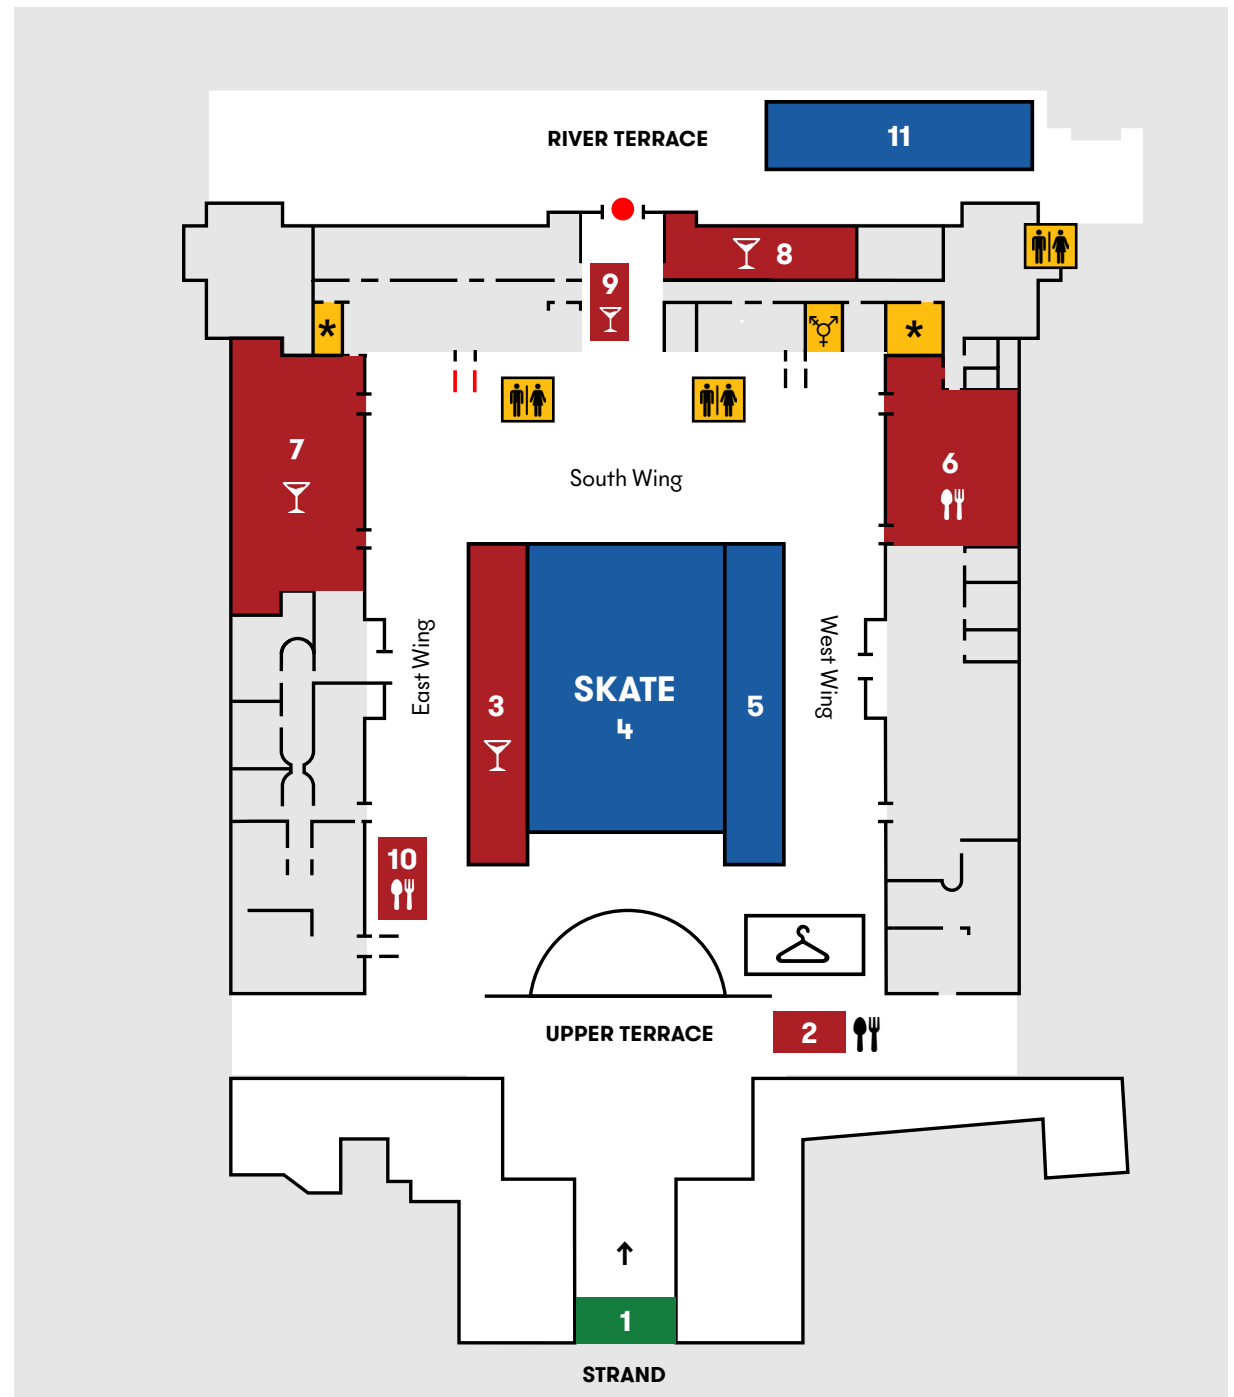 RIVER TERRACE
11
8
9
*
*
7
South Wing
6
East Wing
West Wing
SKATE
4
3
5
10
UPPER TERRACE
2
1
STRAND